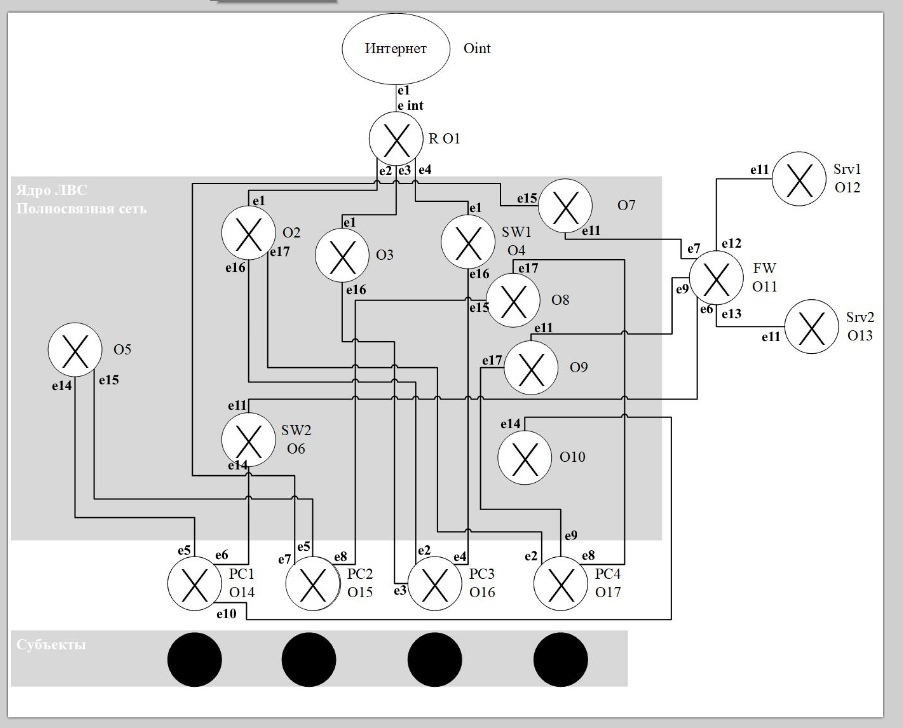 Интернет
Oint
e1
e int
R O1
e2 e3 e4
Ядро ЛВС
Полносвязная сеть
e1
O2
e17
e16
e1
O3
e16
e1
SW1
O4
e16
e15
O7
e11
e17
e15
O8
e11
e17
O9
e14
O10
O5
e14
e15
e11
SW2
O6
e14
e11
Srv1
O12
e7
e12
FW
O11
e9
e6
e13
e11
Srv2
O13
e5
e6
PC1
O14
e10
e7
e5
e8
PC2
O15
e2
e4
e3
PC3
O16
e2
e9
e8
PC4
O17
Субъекты